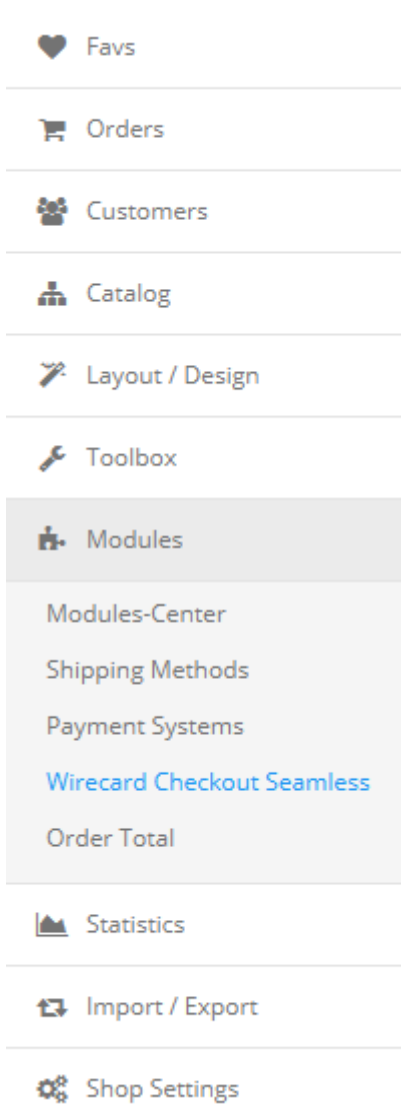 Favs
Orders
Customers
Catalog
Layout / Design
Toolbox
Modules
Modules-Center
Shipping Methods
Payment Systems
Wirecard Checkout Seamless
Order Total
Statistics
Import / Export
Shop Settings